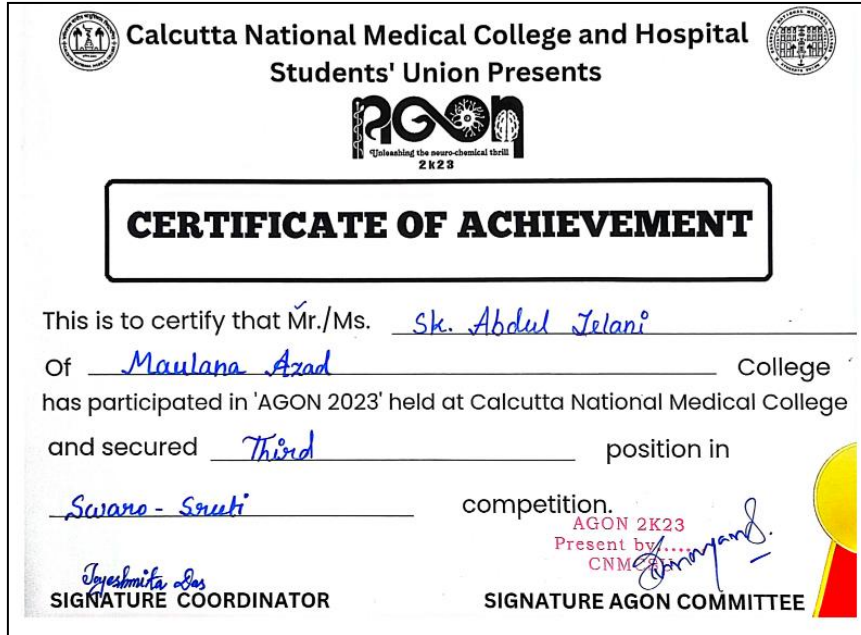 Calcutta National Medical College and Hospital
Students' Union Presents
AGON
Unleashing the neuro-chemical thrill
2k23
CERTIFICATE OF ACHIEVEMENT
This is to certify that Mr./Ms. Sk. Abdul Jelani
Of Maulana Azad College
has participated in 'AGON 2023' held at Calcutta National Medical College
and secured Third position in
Swaro - Sruti competition.
AGON 2K23
Present by.....
Joyeshmita Das
SIGNATURE COORDINATOR SIGNATURE AGON COMMITTEE